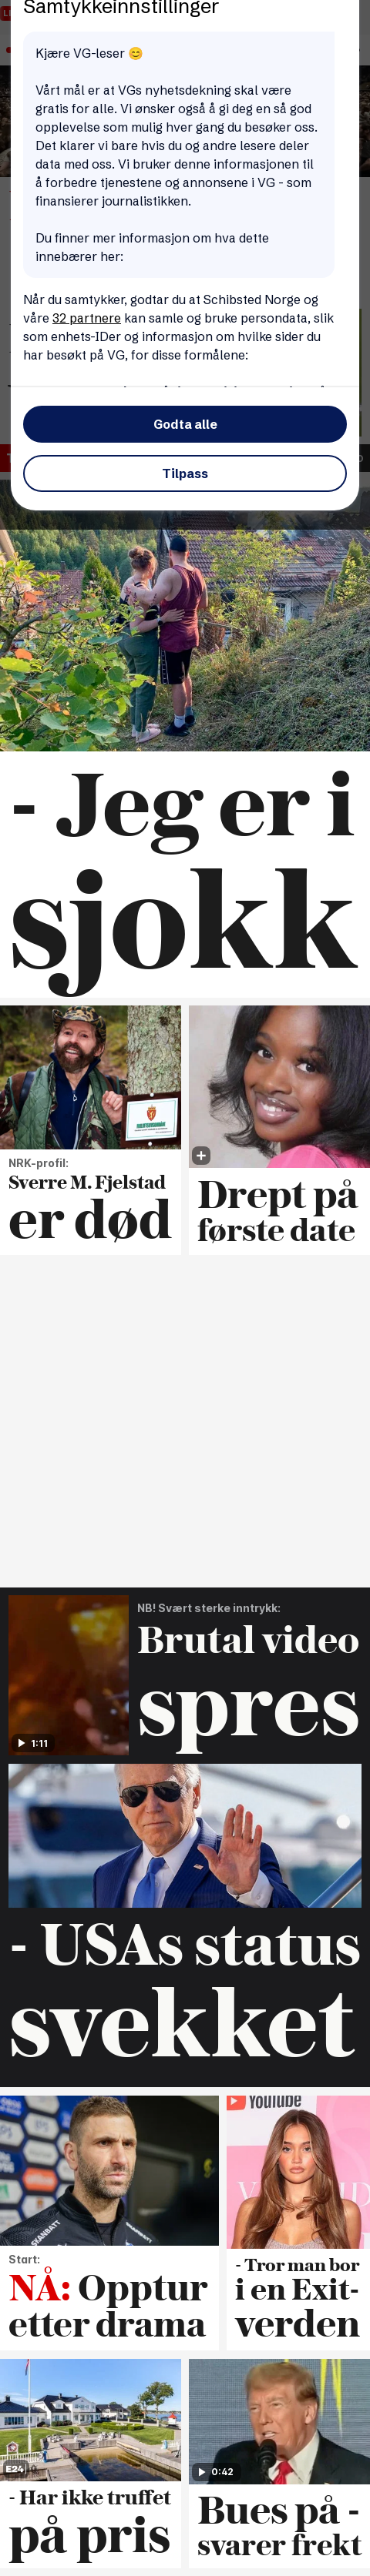 Samtykkeinnstillinger
Kjære VG-leser 😊
Vårt mål er at VGs nyhetsdekning skal være
gratis for alle. Vi ønsker også å gi deg en så god
opplevelse som mulig hver gang du besøker oss.
Det klarer vi bare hvis du og andre lesere deler
data med oss. Vi bruker denne informasjonen til
å forbedre tjenestene og annonsene i VG - som
finansierer journalistikken.
Du finner mer informasjon om hva dette
innebærer her:
Når du samtykker, godtar du at Schibsted Norge og
våre 32 partnere kan samle og bruke persondata, slik
som enhets-IDer og informasjon om hvilke sider du
har besøkt på VG, for disse formålene:
Godta alle
Tilpass
- Jeg er i
sjokk
NRK-profil:
Sverre M. Fjelstad
er død
Drept på
første date
NB! Svært sterke inntrykk:
Brutal video
spres
1:11
- USAs status
svekket
YouTube
Start:
NÅ: Opptur
etter drama
- Tror man bor
i en Exit-
verden
E24
- Har ikke truffet
på pris
0:42
Bues på -
svarer frekt